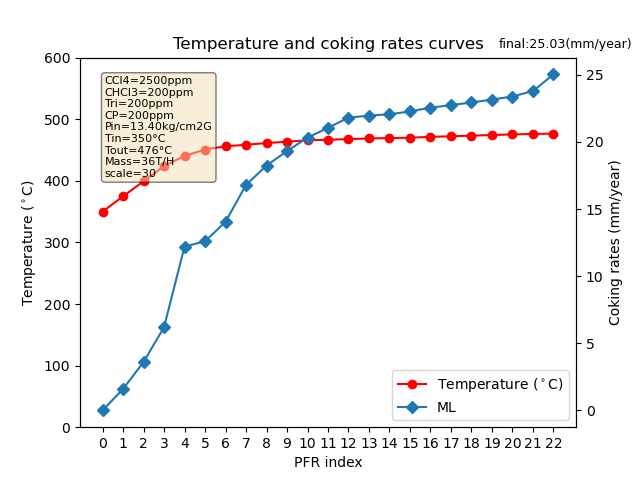 Temperature and coking rates curves
final:25.03(mm/year)
CCl4=2500ppm
CHCl3=200ppm
Tri=200ppm
CP=200ppm
Pin=13.40kg/cm2G
Tin=350°C
Tout=476°C
Mass=36T/H
scale=30
Temperature (°C)
600
500
400
300
200
100
0
25
20
15
10
5
0
Coking rates (mm/year)
Temperature (°C)
ML
0 1 2 3 4 5 6 7 8 9 10 11 12 13 14 15 16 17 18 19 20 21 22
PFR index